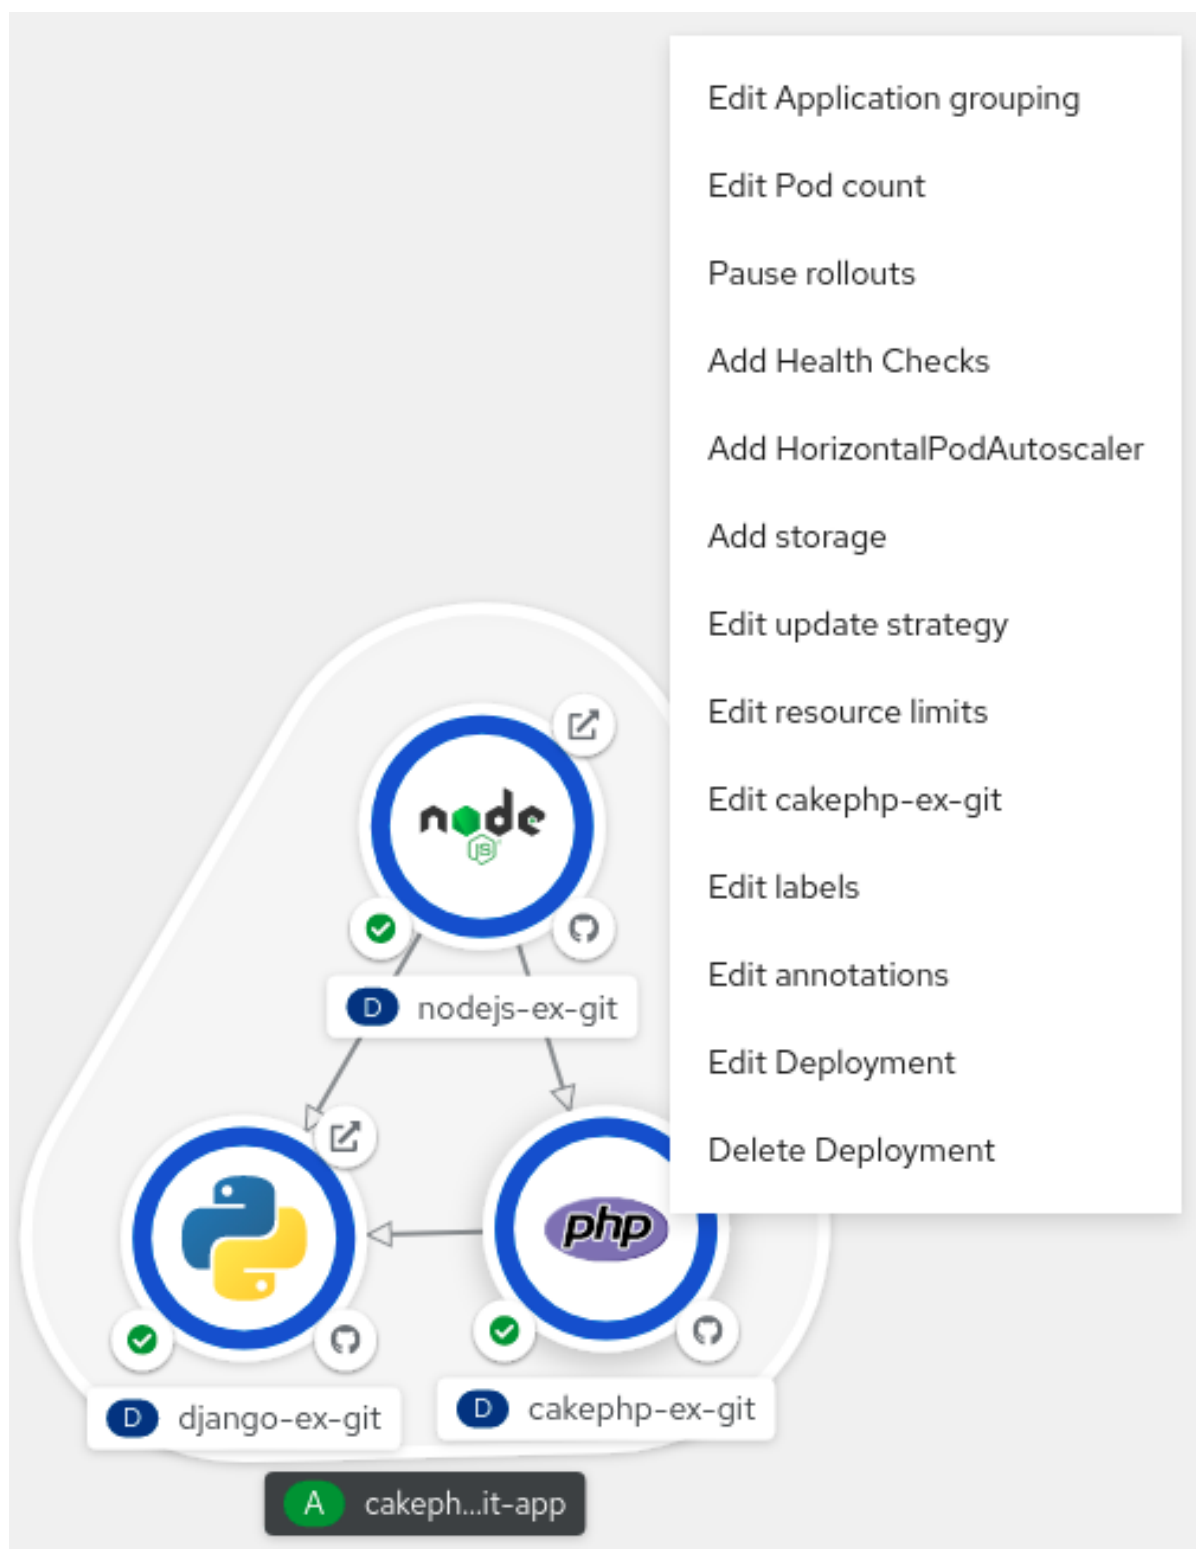 Edit Application grouping
Edit Pod count
Pause rollouts
Add Health Checks
Add HorizontalPodAutoscaler
Add storage
Edit update strategy
Edit resource limits
Edit cakephp-ex-git
Edit labels
Edit annotations
Edit Deployment
Delete Deployment
node
JS
D nodejs-ex-git
php
D django-ex-git
D cakephp-ex-git
A cakeph...it-app